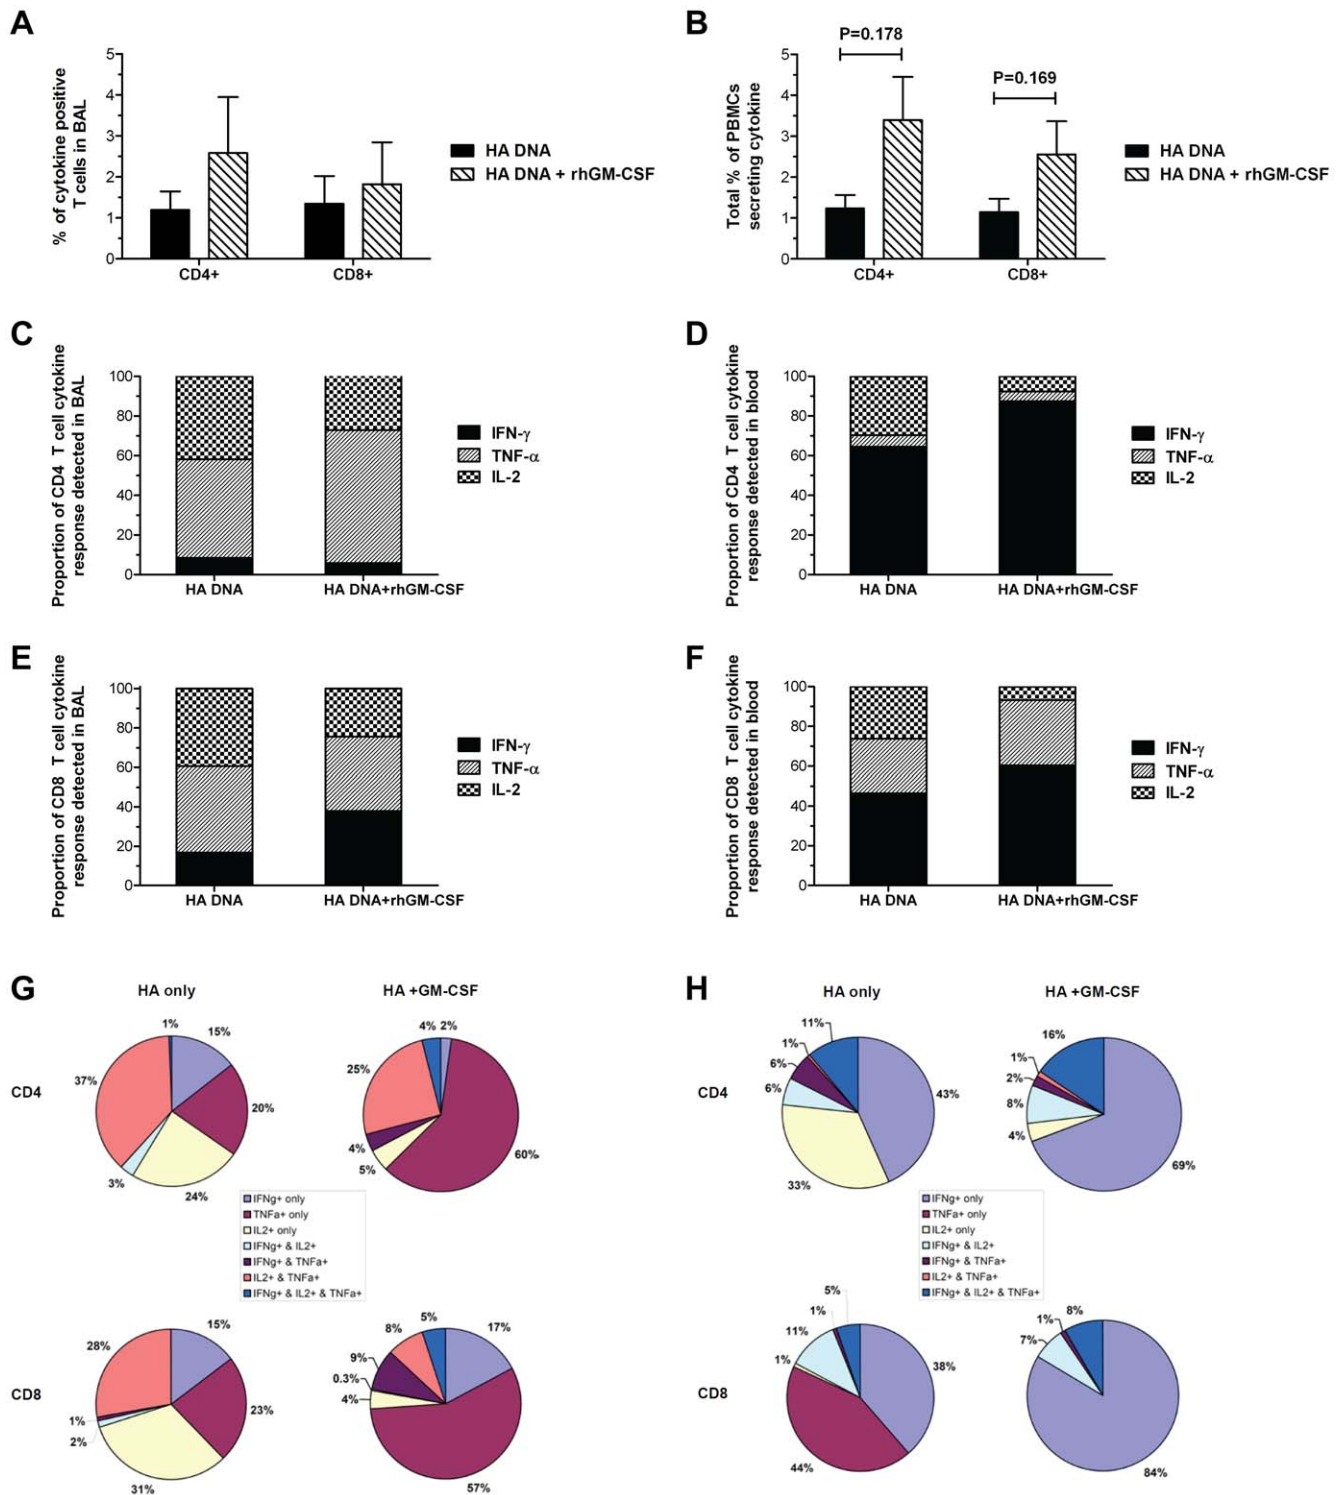 A
B
P=0.178
P=0.169
% of cytokine positive
T cells in BAL
5
4
3
2
1
0
CD4+
CD8+
HA DNA
HA DNA + rhGM-CSF
Total % of PBMCs
secreting cytokine
5
4
3
2
1
0
CD4+
CD8+
HA DNA
HA DNA + rhGM-CSF
C
Proportion of CD4 T cell cytokine
response detected in BAL
100
80
60
40
20
0
HA DNA
HA DNA+rhGM-CSF
IFN-γ
TNF-α
IL-2
D
Proportion of CD4 T cell cytokine
response detected in blood
100
80
60
40
20
0
HA DNA
HA DNA+rhGM-CSF
IFN-γ
TNF-α
IL-2
E
Proportion of CD8 T cell cytokine
response detected in BAL
100
80
60
40
20
0
HA DNA
HA DNA+rhGM-CSF
IFN-γ
TNF-α
IL-2
F
Proportion of CD8 T cell cytokine
response detected in blood
100
80
60
40
20
0
HA DNA
HA DNA+rhGM-CSF
IFN-γ
TNF-α
IL-2
G
HA only
HA +GM-CSF
CD4
1%
15%
37%
20%
3%
24%
4%
2%
25%
4%
5%
60%
IFNg+ only
TNFa+ only
IL2+ only
IFNg+ & IL2+
IFNg+ & TNFa+
IL2+ & TNFa+
IFNg+ & IL2+ & TNFa+
CD8
15%
28%
23%
1%
2%
31%
5%
17%
8%
9%
0.3%
4%
57%
H
HA only
HA +GM-CSF
CD4
11%
1%
6%
6%
43%
33%
16%
1%
2%
8%
4%
69%
IFNg+ only
TNFa+ only
IL2+ only
IFNg+ & IL2+
IFNg+ & TNFa+
IL2+ & TNFa+
IFNg+ & IL2+ & TNFa+
CD8
5%
1%
11%
1%
38%
44%
8%
1%
7%
84%